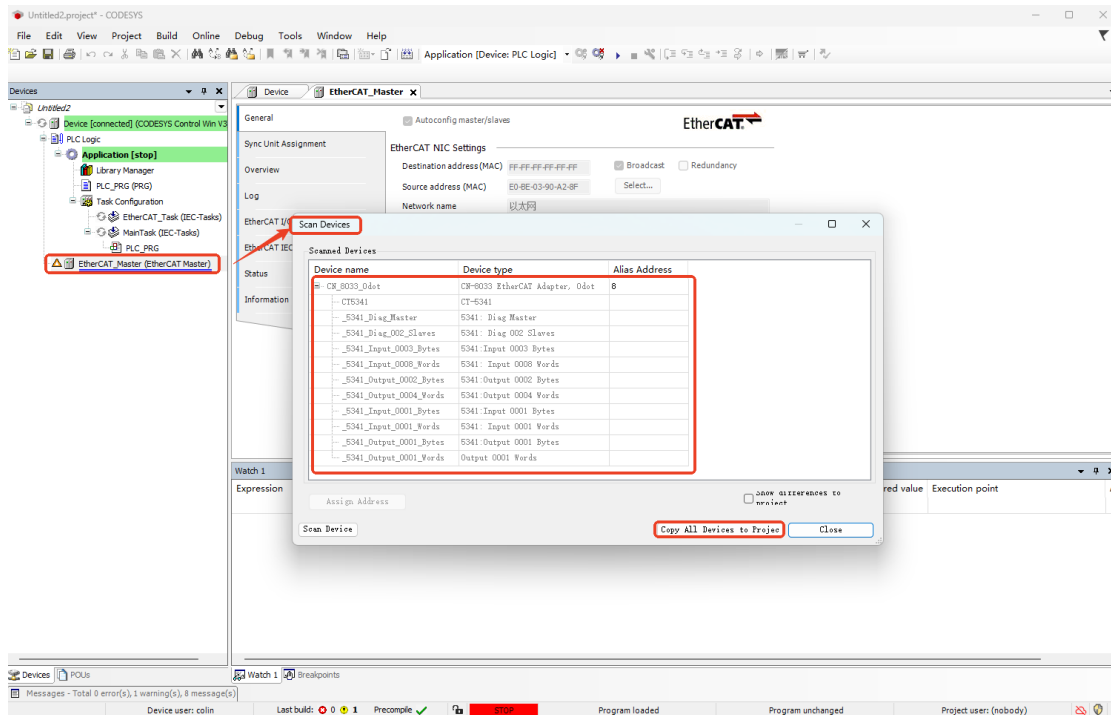 Untitled2.project* - CODESYS
File Edit View Project Build Online Debug Tools Window Help
Application [Device: PLC Logic]
Devices
Untitled2
Device [connected] (CODESYS Control Win V3
PLC Logic
Application [stop]
Library Manager
PLC_PRG (PRG)
Task Configuration
EtherCAT_Task (IEC-Tasks)
MainTask (IEC-Tasks)
PLC_PRG
EtherCAT_Master (EtherCAT Master)
Device
EtherCAT_Master
General
Sync Unit Assignment
Overview
Log
EtherCAT I/O
EtherCAT IEC
Status
Information
Autoconfig master/slaves
EtherCAT
EtherCAT NIC Settings
Destination address (MAC) FF-FF-FF-FF-FF-FF Broadcast Redundancy
Source address (MAC) E0-BE-03-90-A2-8F Select...
Network name 以太网
Scan Devices
Scanned Devices
Device name Device type Alias Address
CN_8033_Odot CN-8033 EtherCAT Adapter, Odot 8
CT5341 CT-5341
_5341_Diag_Master 5341: Diag Master
_5341_Diag_002_Slaves 5341: Diag 002 Slaves
_5341_Input_0003_Bytes 5341:Input 0003 Bytes
_5341_Input_0008_Words 5341: Input 0008 Words
_5341_Output_0002_Bytes 5341:Output 0002 Bytes
_5341_Output_0004_Words 5341:Output 0004 Words
_5341_Input_0001_Bytes 5341:Input 0001 Bytes
_5341_Input_0001_Words 5341: Input 0001 Words
_5341_Output_0001_Bytes 5341:Output 0001 Bytes
_5341_Output_0001_Words Output 0001 Words
Assign Address
Show differences to
project
Scan Device
Copy All Devices to Projec
Close
Watch 1
Expression
red value Execution point
Devices POUs
Watch 1 Breakpoints
Messages - Total 0 error(s), 1 warning(s), 8 message(s)
Device user: colin Last build: 0 1 Precompile STOP Program loaded Program unchanged Project user: (nobody)